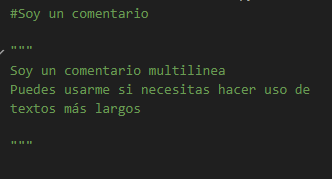 #Soy un comentario
"""
Soy un comentario multilinea
Puedes usarme si necesitas hacer uso de
textos más largos
"""